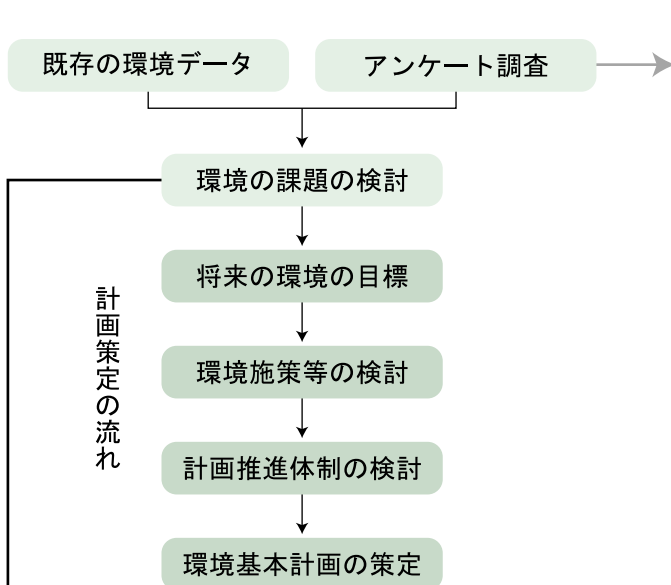 既存の環境データ
アンケート調査
環境の課題の検討
将来の環境の目標
計画策定の流れ
環境施策等の検討
計画推進体制の検討
環境基本計画の策定